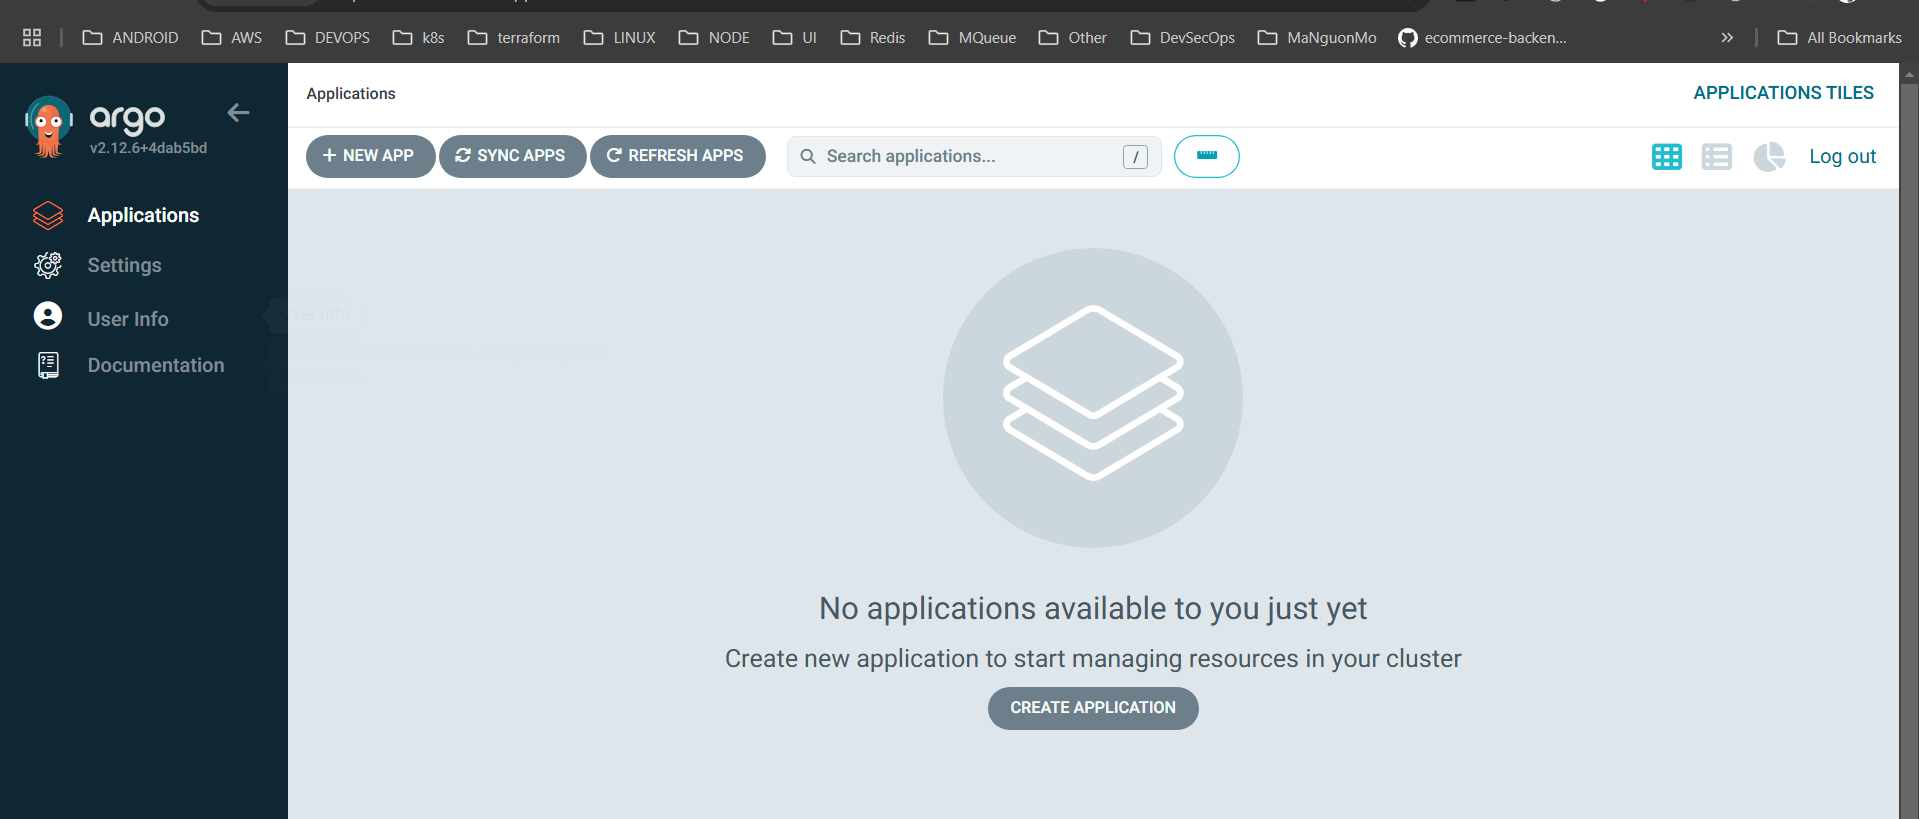 ANDROID AWS DEVOPS k8s terraform LINUX NODE UI Redis MQueue Other DevSecOps MaNguonMo ecommerce-backen... » All Bookmarks
argo
v2.12.6+4dab5bd
Applications
Settings
User Info
Documentation
Applications APPLICATIONS TILES
+ NEW APP SYNC APPS REFRESH APPS Search applications... / Log out
User Info
No applications available to you just yet
Create new application to start managing resources in your cluster
CREATE APPLICATION